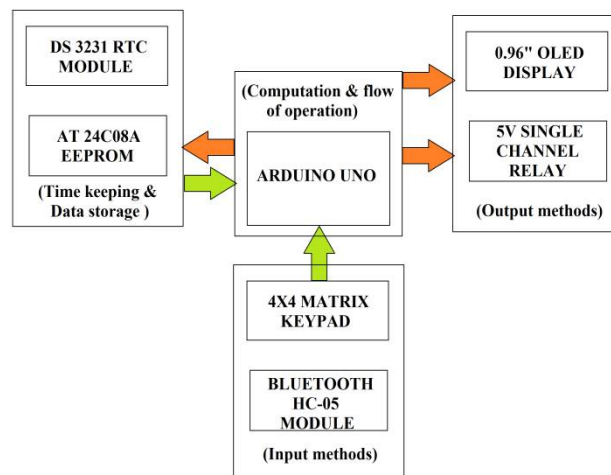 DS 3231 RTC
MODULE
AT 24C08A
EEPROM
(Time keeping &
Data storage )
(Computation & flow
of operation)
ARDUINO UNO
0.96" OLED
DISPLAY
5V SINGLE
CHANNEL
RELAY
(Output methods)
4X4 MATRIX
KEYPAD
BLUETOOTH
HC-05
MODULE
(Input methods)